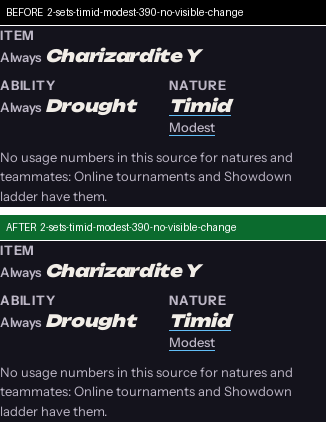 BEFORE 2-sets-timid-modest-390-no-visible-change
ITEM
Always Charizardite Y
ABILITY NATURE
Always Drought Timid
Modest
No usage numbers in this source for natures and
teammates: Online tournaments and Showdown
ladder have them.
AFTER 2-sets-timid-modest-390-no-visible-change
ITEM
Always Charizardite Y
ABILITY NATURE
Always Drought Timid
Modest
No usage numbers in this source for natures and
teammates: Online tournaments and Showdown
ladder have them.